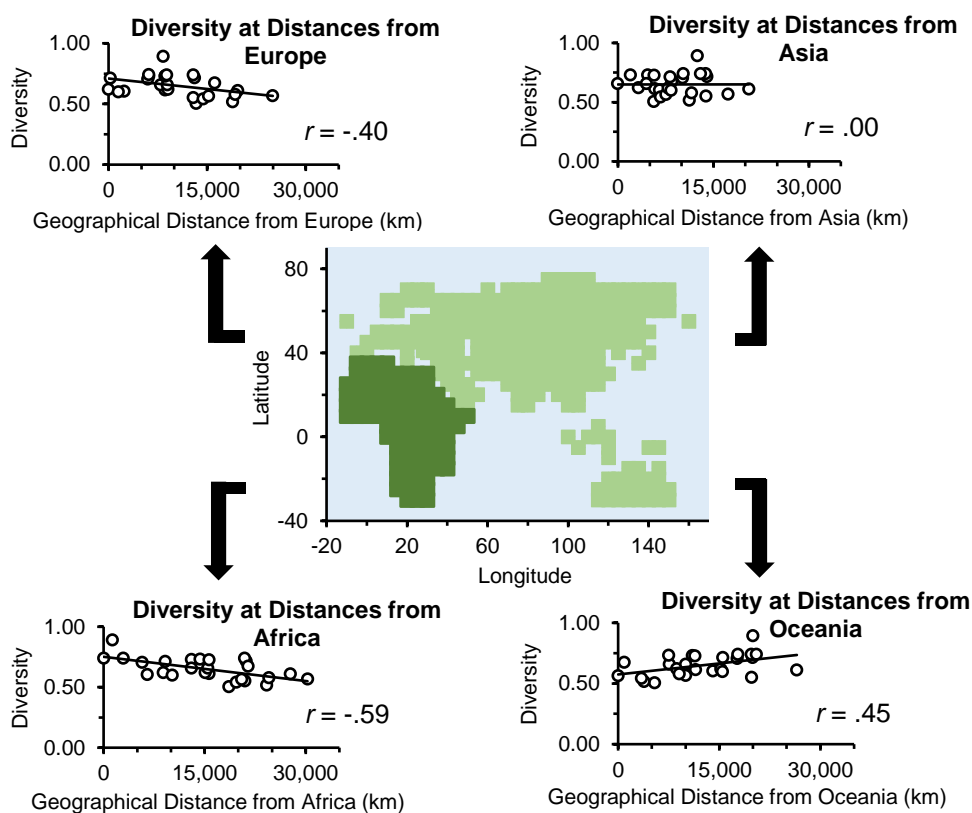 Diversity at Distances from
Europe
1.00
0.50
0.00
Diversity
r = -.40
0
15,000
30,000
Geographical Distance from Europe (km)
Diversity at Distances from
Asia
1.00
0.50
0.00
Diversity
r = .00
0
15,000
30,000
Geographical Distance from Asia (km)
80
40
0
-40
Latitude
-20
20
60
100
140
Longitude
Diversity at Distances from
Africa
1.00
0.50
0.00
Diversity
r = -.59
0
15,000
30,000
Geographical Distance from Africa (km)
Diversity at Distances from
Oceania
1.00
0.50
0.00
Diversity
r = .45
0
15,000
30,000
Geographical Distance from Oceania (km)